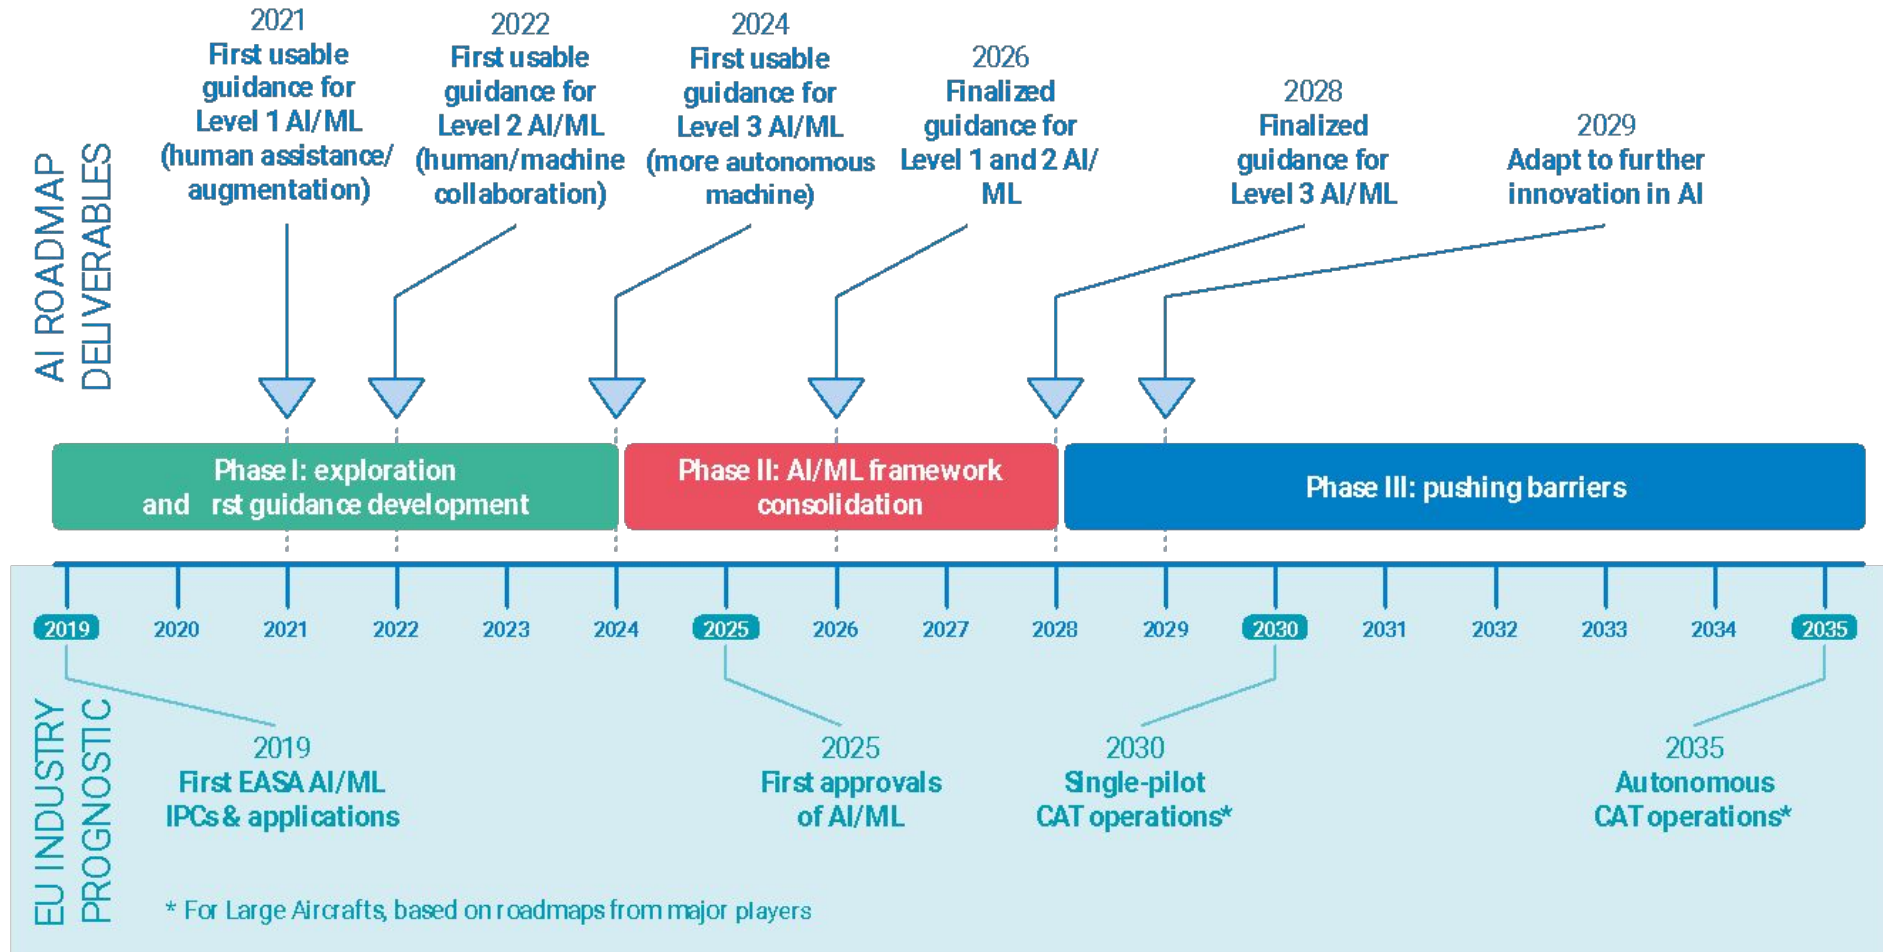 AI ROADMAP
DELIVERABLES
2021
First usable
guidance for
Level 1 AI/ML
(human assistance/
augmentation)
2022
First usable
guidance for
Level 2 AI/ML
(human/machine
collaboration)
2024
First usable
guidance for
Level 3 AI/ML
(more autonomous
machine)
2026
Finalized
guidance for
Level 1 and 2 AI/
ML
2028
Finalized
guidance for
Level 3 AI/ML
2029
Adapt to further
innovation in AI
Phase I: exploration
and rst guidance development
Phase II: AI/ML framework
consolidation
Phase III: pushing barriers
2019 2020 2021 2022 2023 2024 2025 2026 2027 2028 2029 2030 2031 2032 2033 2034 2035
EU INDUSTRY
PROGNOSTIC
2019
First EASA AI/ML
IPCs & applications
2025
First approvals
of AI/ML
2030
Single-pilot
CAT operations*
2035
Autonomous
CAT operations*
* For Large Aircrafts, based on roadmaps from major players